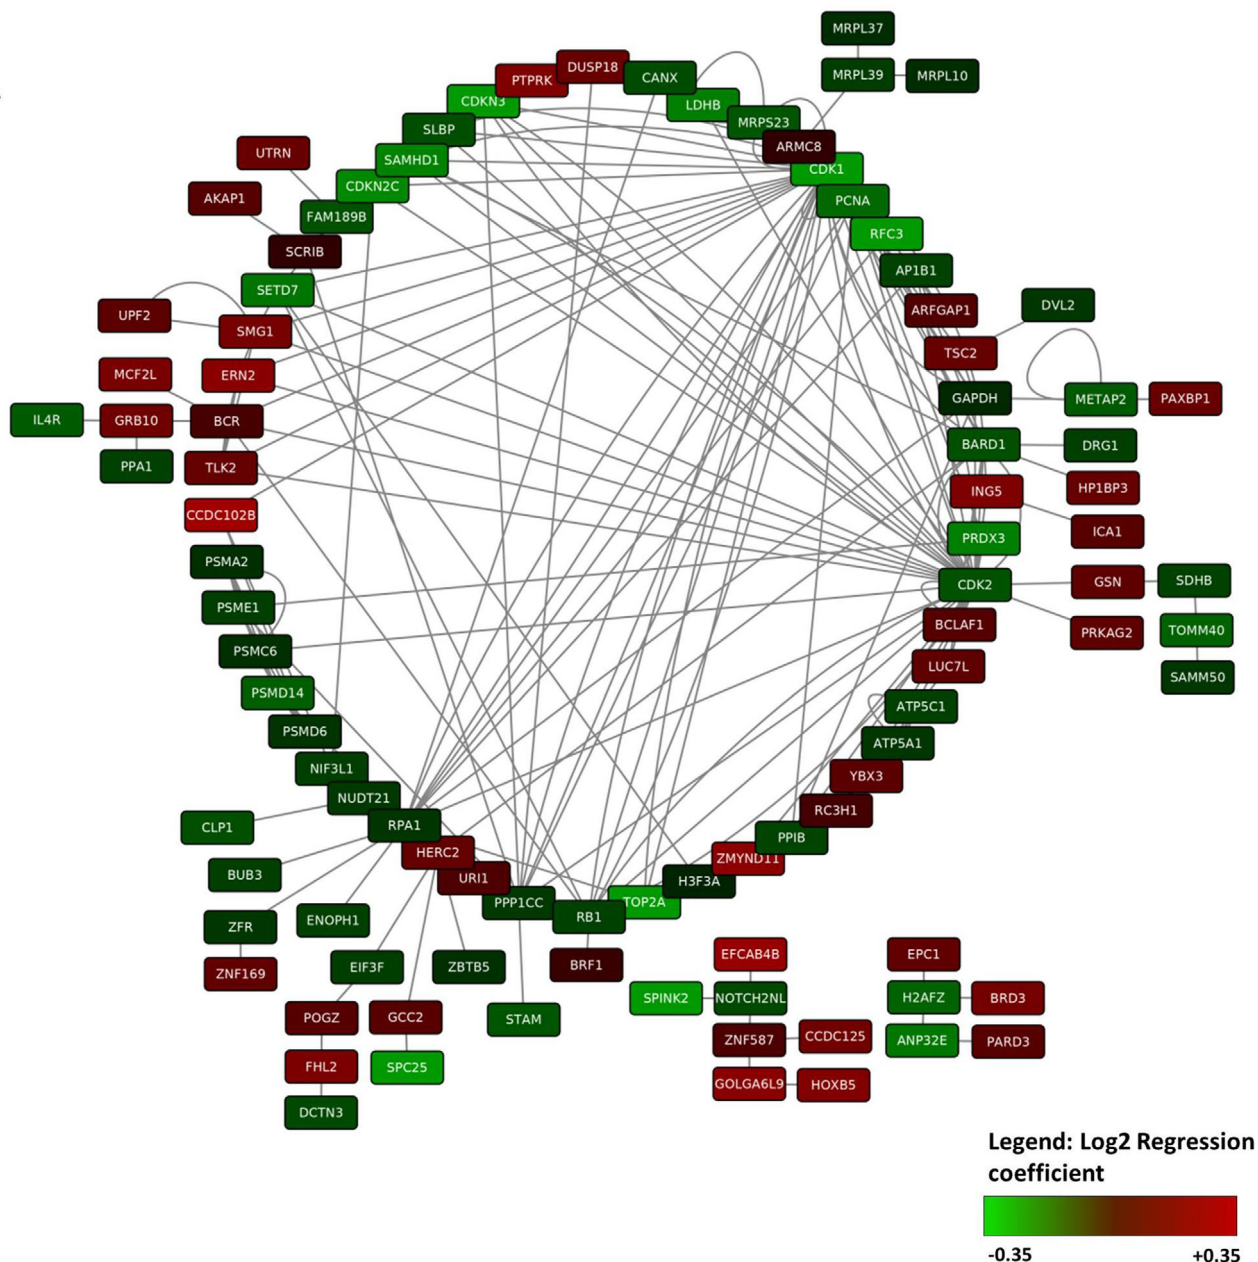 MRPL37
MRPL39
MRPL10
DUSP18
PTPRK
CANX
CDKN3
LDHB
SLBP
MRPS23
ARMC8
SAMHD1
CDK1
UTRN
CDKN2C
AKAP1
PCNA
FAM189B
RFC3
SCRIB
AP1B1
SETD7
ARFGAP1
DVL2
UPF2
SMG1
TSC2
MCF2L
ERN2
GAPDH
METAP2
PAXBP1
IL4R
GRB10
BCR
BARD1
DRG1
PPA1
TLK2
ING5
HP1BP3
CCDC102B
ICA1
PRDX3
PSMA2
CDK2
GSN
SDHB
PSME1
BCLAF1
PRKAG2
TOMM40
PSMC6
LUC7L
SAMM50
PSMD14
ATP5C1
PSMD6
ATP5A1
NIF3L1
YBX3
NUDT21
RC3H1
CLP1
RPA1
PPIB
HERC2
ZMYND11
BUB3
URI1
H3F3A
PPP1CC
TOP2A
RB1
ZFR
ENOPH1
ZNF169
EIF3F
ZBTB5
BRF1
EFCAB4B
EPC1
SPINK2
NOTCH2NL
H2AFZ
BRD3
POGZ
GCC2
STAM
ZNF587
CCDC125
ANP32E
PARD3
FHL2
SPC25
GOLGA6L9
HOXB5
DCTN3
Legend: Log2 Regression
coefficient
-0.35
+0.35